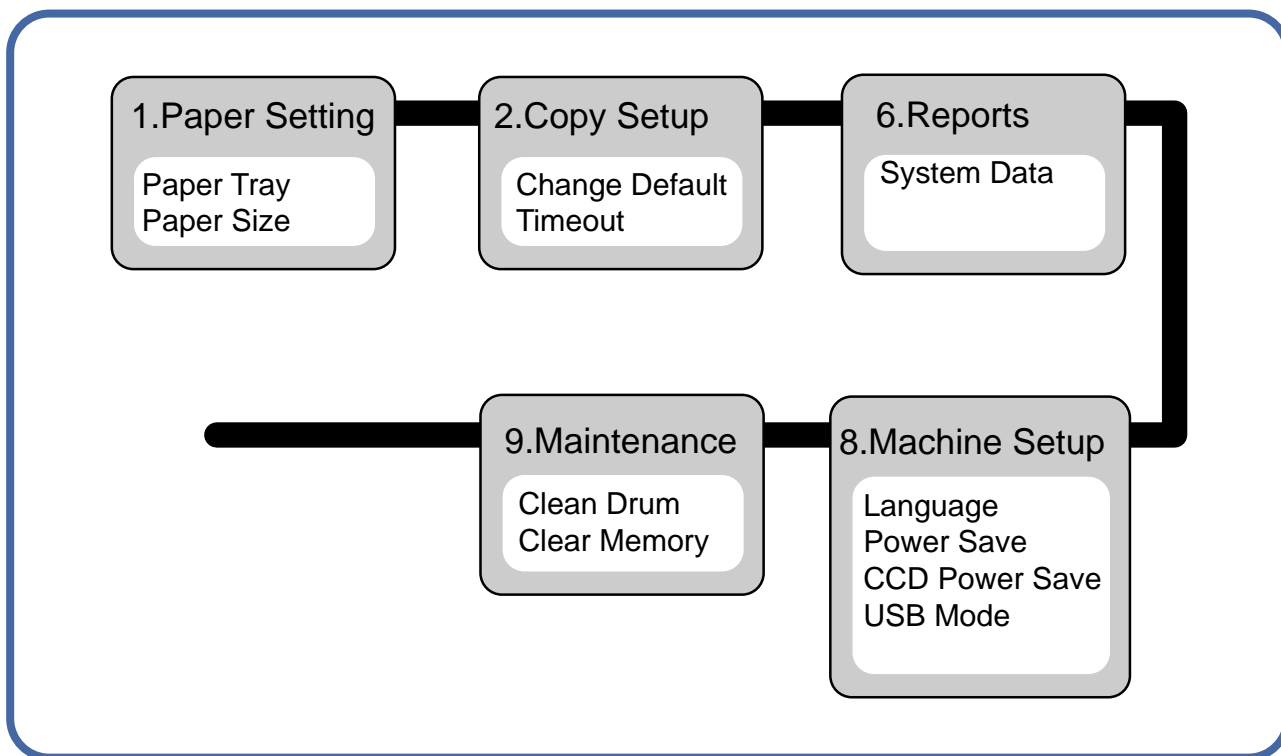 1.Paper Setting
Paper Tray
Paper Size
2.Copy Setup
Change Default
Timeout
6.Reports
System Data
8.Machine Setup
Language
Power Save
CCD Power Save
USB Mode
9.Maintenance
Clean Drum
Clear Memory